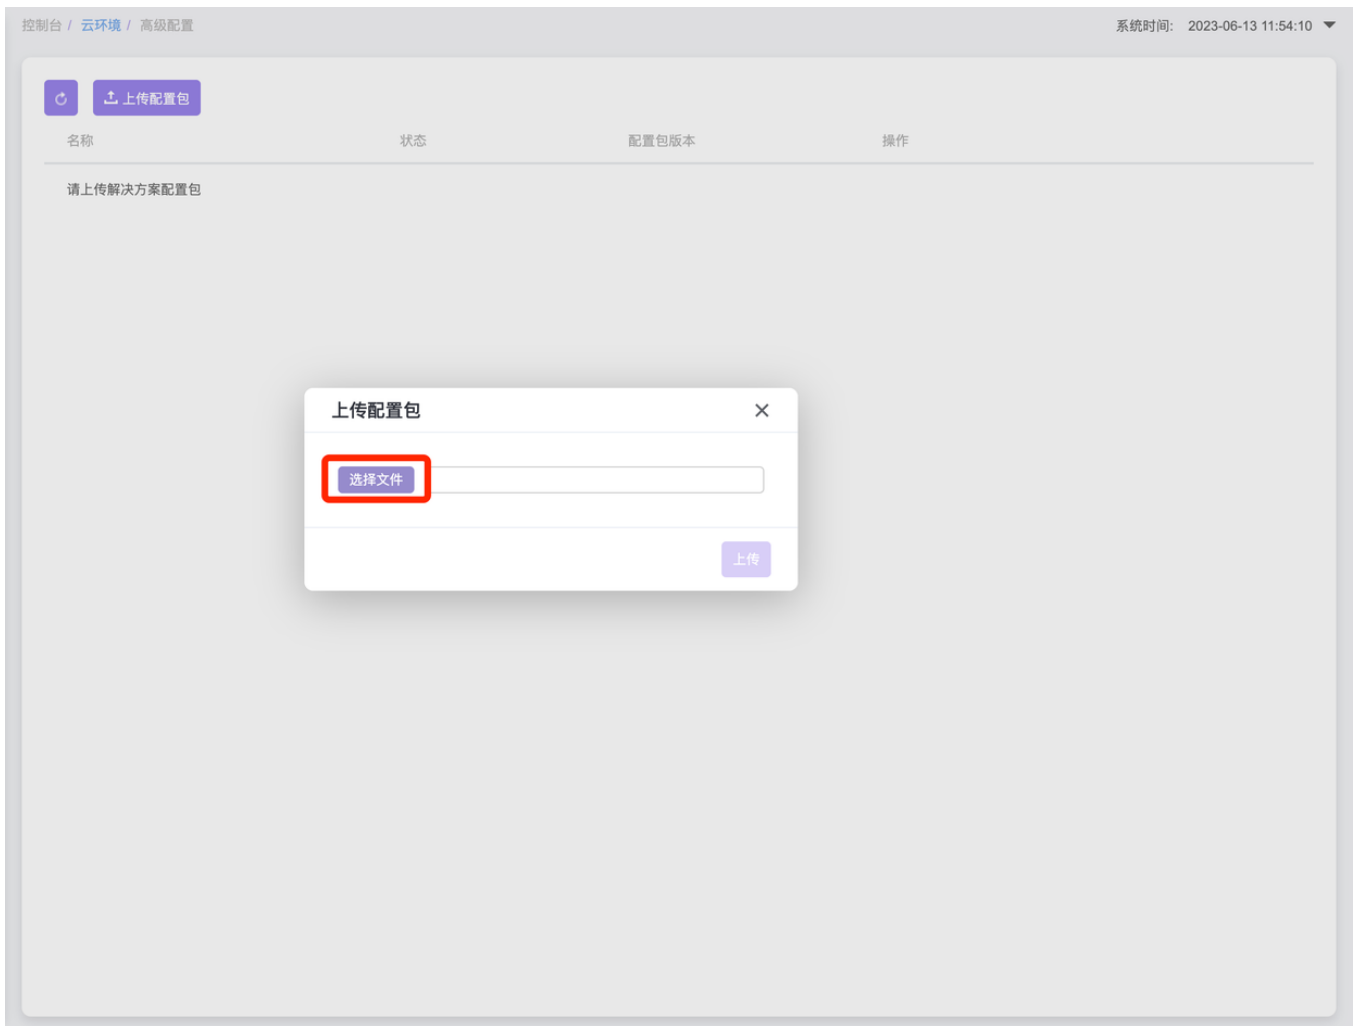 控制台 / 云环境 / 高级配置 系统时间: 2023-06-13 11:54:10
上传配置包
名称 状态 配置包版本 操作
请上传解决方案配置包
上传配置包
选择文件
上传